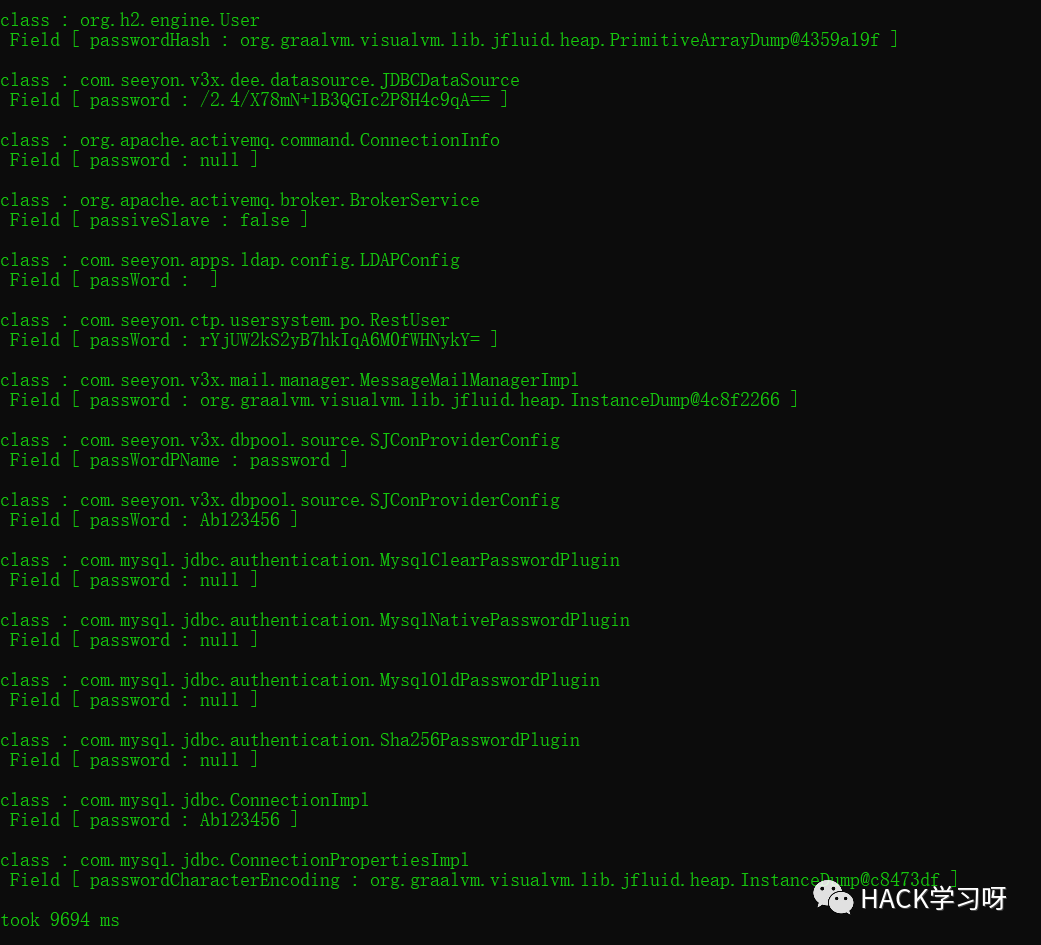 class : org.h2.engine.User
Field [ passwordHash : org.graalvm.visualvm.lib.jfluid.heap.PrimitiveArrayDump@4359a19f ]
class : com.seeyon.v3x.dee.datasource.JDBCDataSource
Field [ password : /2.4/X78mN+lB3QGIc2P8H4c9qA== ]
class : org.apache.activemq.command.ConnectionInfo
Field [ password : null ]
class : org.apache.activemq.broker.BrokerService
Field [ passiveSlave : false ]
class : com.seeyon.apps.ldap.config.LDAPConfig
Field [ passWord :  ]
class : com.seeyon.ctp.usersystem.po.RestUser
Field [ passWord : rYjUW2kS2yB7hkIqA6M0fWHNykY= ]
class : com.seeyon.v3x.mail.manager.MessageMailManagerImpl
Field [ password : org.graalvm.visualvm.lib.jfluid.heap.InstanceDump@4c8f2266 ]
class : com.seeyon.v3x.dbpool.source.SJConProviderConfig
Field [ passWordPName : password ]
class : com.seeyon.v3x.dbpool.source.SJConProviderConfig
Field [ passWord : Ab123456 ]
class : com.mysql.jdbc.authentication.MysqlClearPasswordPlugin
Field [ password : null ]
class : com.mysql.jdbc.authentication.MysqlNativePasswordPlugin
Field [ password : null ]
class : com.mysql.jdbc.authentication.MysqlOldPasswordPlugin
Field [ password : null ]
class : com.mysql.jdbc.authentication.Sha256PasswordPlugin
Field [ password : null ]
class : com.mysql.jdbc.ConnectionImpl
Field [ password : Ab123456 ]
class : com.mysql.jdbc.ConnectionPropertiesImpl
Field [ passwordCharacterEncoding : org.graalvm.visualvm.lib.jfluid.heap.InstanceDump@c8473df ]
HACK学习呀
took 9694 ms